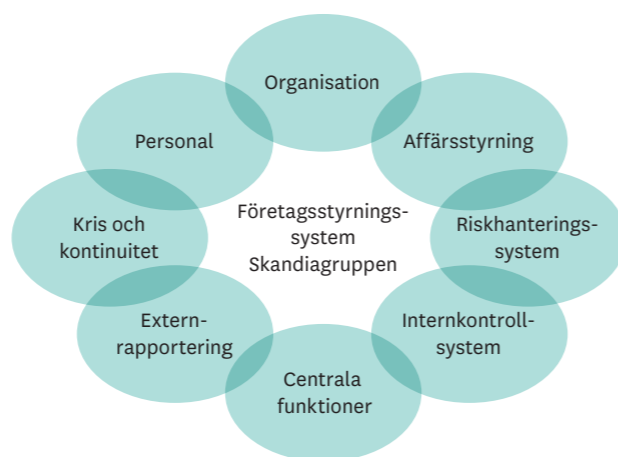 Organisation
Personal
Affärsstyrning
Kris och
kontinuitet
Företagsstyrnings-
system
Skandiagruppen
Riskhanterings-
system
Extern-
rapportering
Internkontroll-
system
Centrala
funktioner